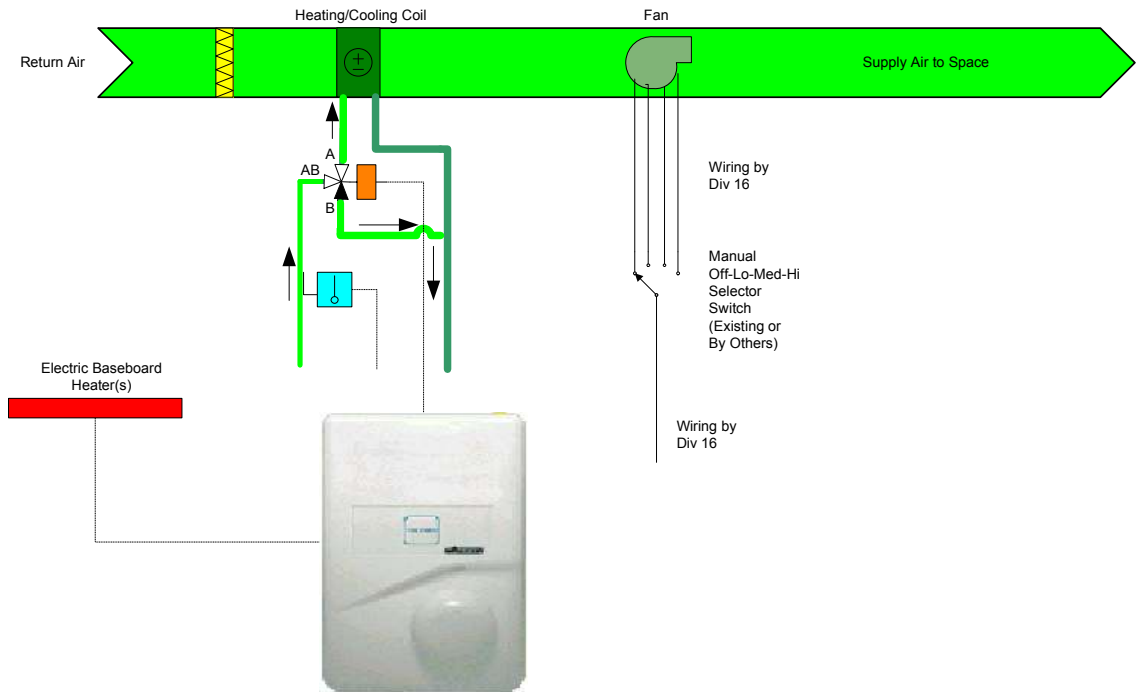 Heating/Cooling Coil
Fan
Return Air
Supply Air to Space
A
AB
B
Wiring by
Div 16
Manual
Off-Lo-Med-Hi
Selector
Switch
(Existing or
By Others)
Electric Baseboard
Heater(s)
Wiring by
Div 16